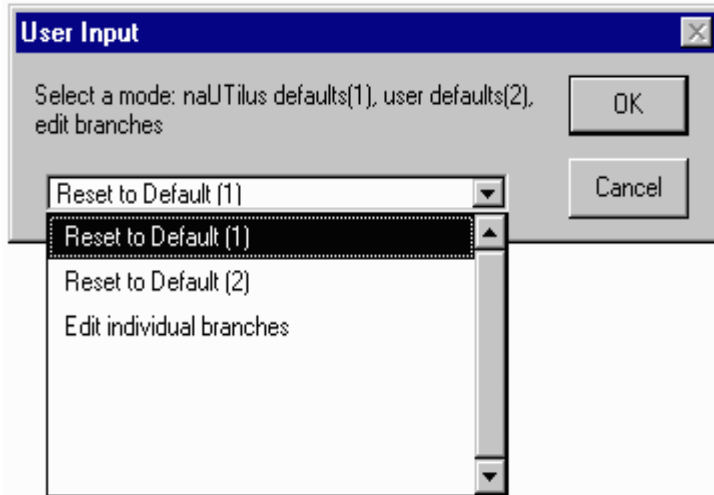 User Input
Select a mode: naUTilus defaults(1), user defaults(2),
edit branches
OK
Cancel
Reset to Default (1)
Reset to Default (1)
Reset to Default (2)
Edit individual branches